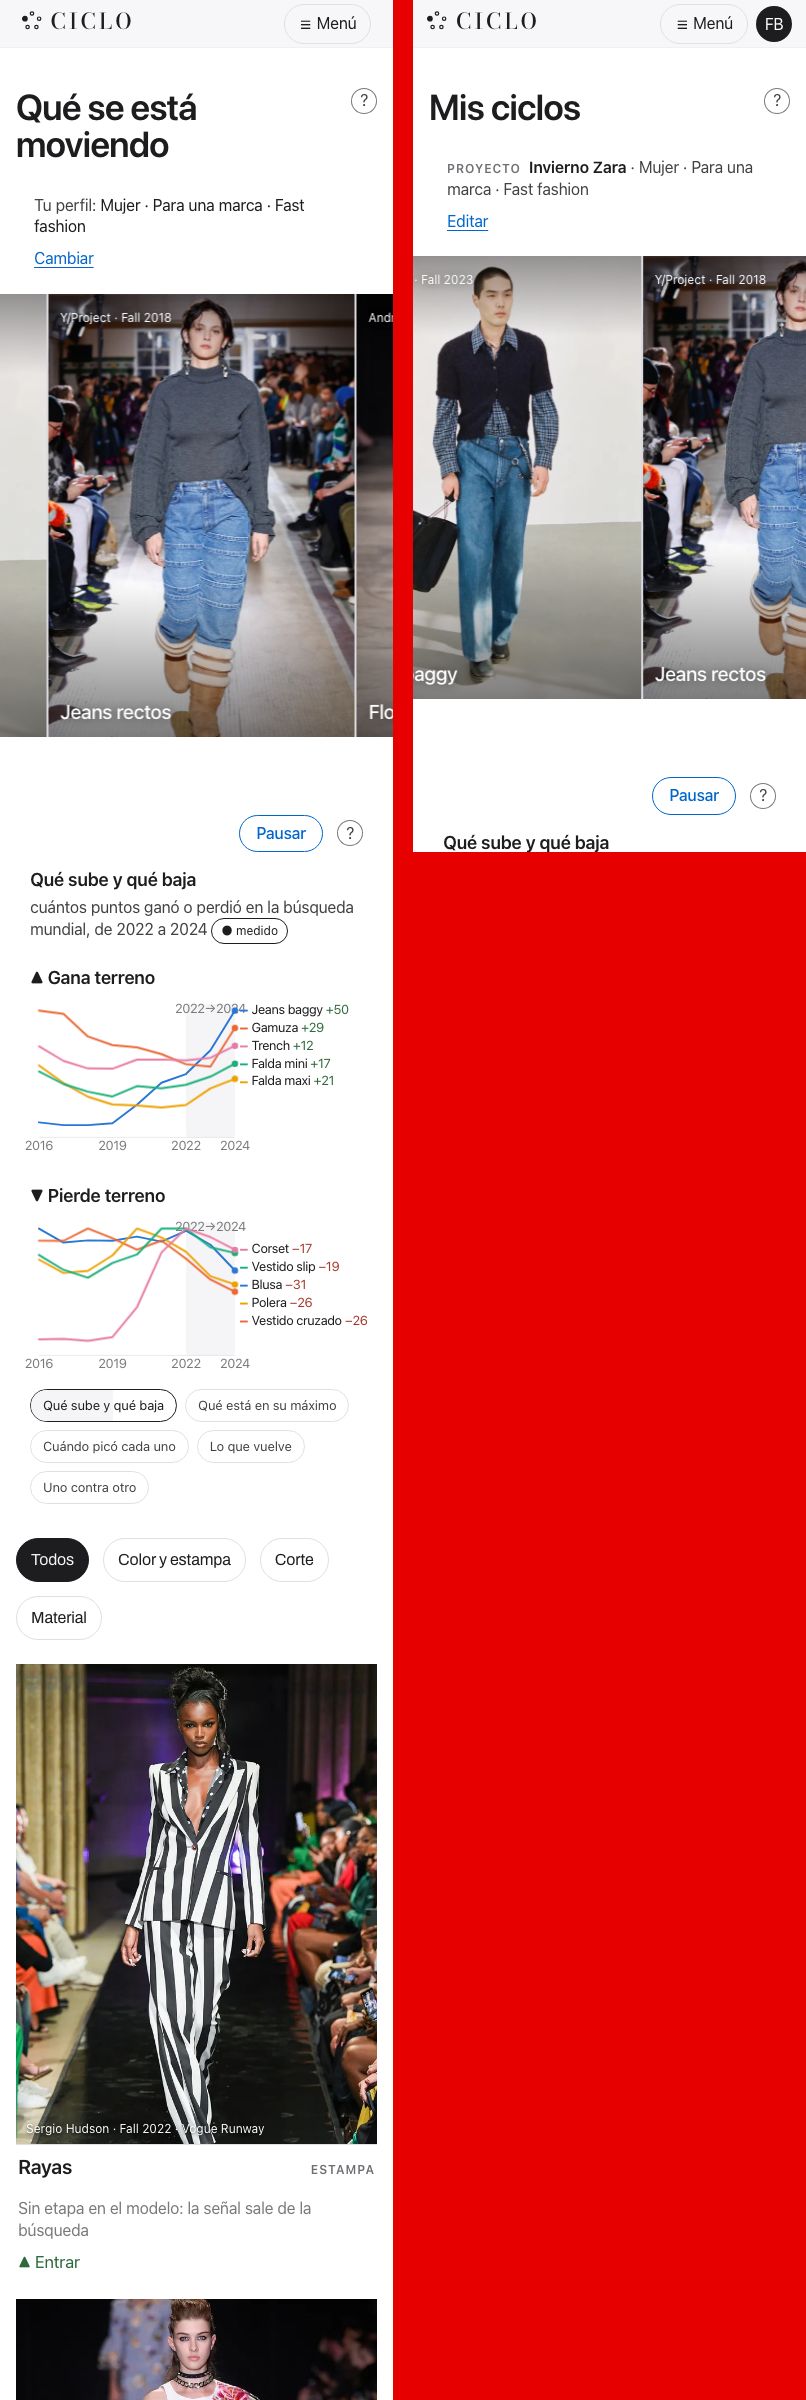 CICLO
≡ Menú
Qué se está
moviendo
?
Tu perfil: Mujer · Para una marca · Fast
fashion
Cambiar
Y/Project · Fall 2018
Jeans rectos
Pausar
?
Qué sube y qué baja
cuántos puntos ganó o perdió en la búsqueda
mundial, de 2022 a 2024 ● medido
▲ Gana terreno
2022→2024
Jeans baggy +50
Gamuza +29
Trench +12
Falda mini +17
Falda maxi +21
2016 2019 2022 2024
▼ Pierde terreno
2022→2024
Corset −17
Vestido slip −19
Blusa −31
Polera −26
Vestido cruzado −26
2016 2019 2022 2024
Qué sube y qué baja
Qué está en su máximo
Cuándo picó cada uno
Lo que vuelve
Uno contra otro
Todos
Color y estampa
Corte
Material
Sergio Hudson · Fall 2022 · Vogue Runway
Rayas
ESTAMPA
Sin etapa en el modelo: la señal sale de la
búsqueda
▲ Entrar
CICLO
≡ Menú
FB
Mis ciclos
?
PROYECTO Invierno Zara · Mujer · Para una
marca · Fast fashion
Editar
· Fall 2023
Y/Project · Fall 2018
Jeans rectos
Pausar
?
Qué sube y qué baja